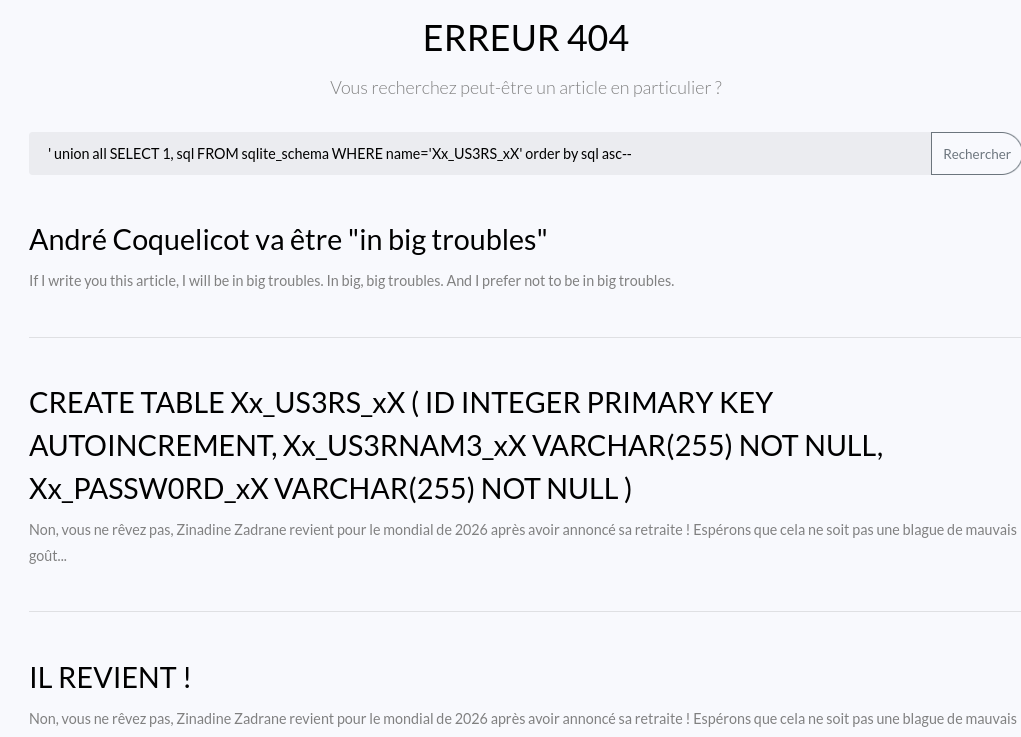 ERREUR 404
Vous recherchez peut-être un article en particulier ?
' union all SELECT 1, sql FROM sqlite_schema WHERE name='Xx_US3RS_xX' order by sql asc--
Rechercher
André Coquelicot va être "in big troubles"
If I write you this article, I will be in big troubles. In big, big troubles. And I prefer not to be in big troubles.
CREATE TABLE Xx_US3RS_xX ( ID INTEGER PRIMARY KEY
AUTOINCREMENT, Xx_US3RNAM3_xX VARCHAR(255) NOT NULL,
Xx_PASSW0RD_xX VARCHAR(255) NOT NULL )
Non, vous ne rêvez pas, Zinadine Zadrane revient pour le mondial de 2026 après avoir annoncé sa retraite ! Espérons que cela ne soit pas une blague de mauvais
goût...
IL REVIENT !
Non, vous ne rêvez pas, Zinadine Zadrane revient pour le mondial de 2026 après avoir annoncé sa retraite ! Espérons que cela ne soit pas une blague de mauvais